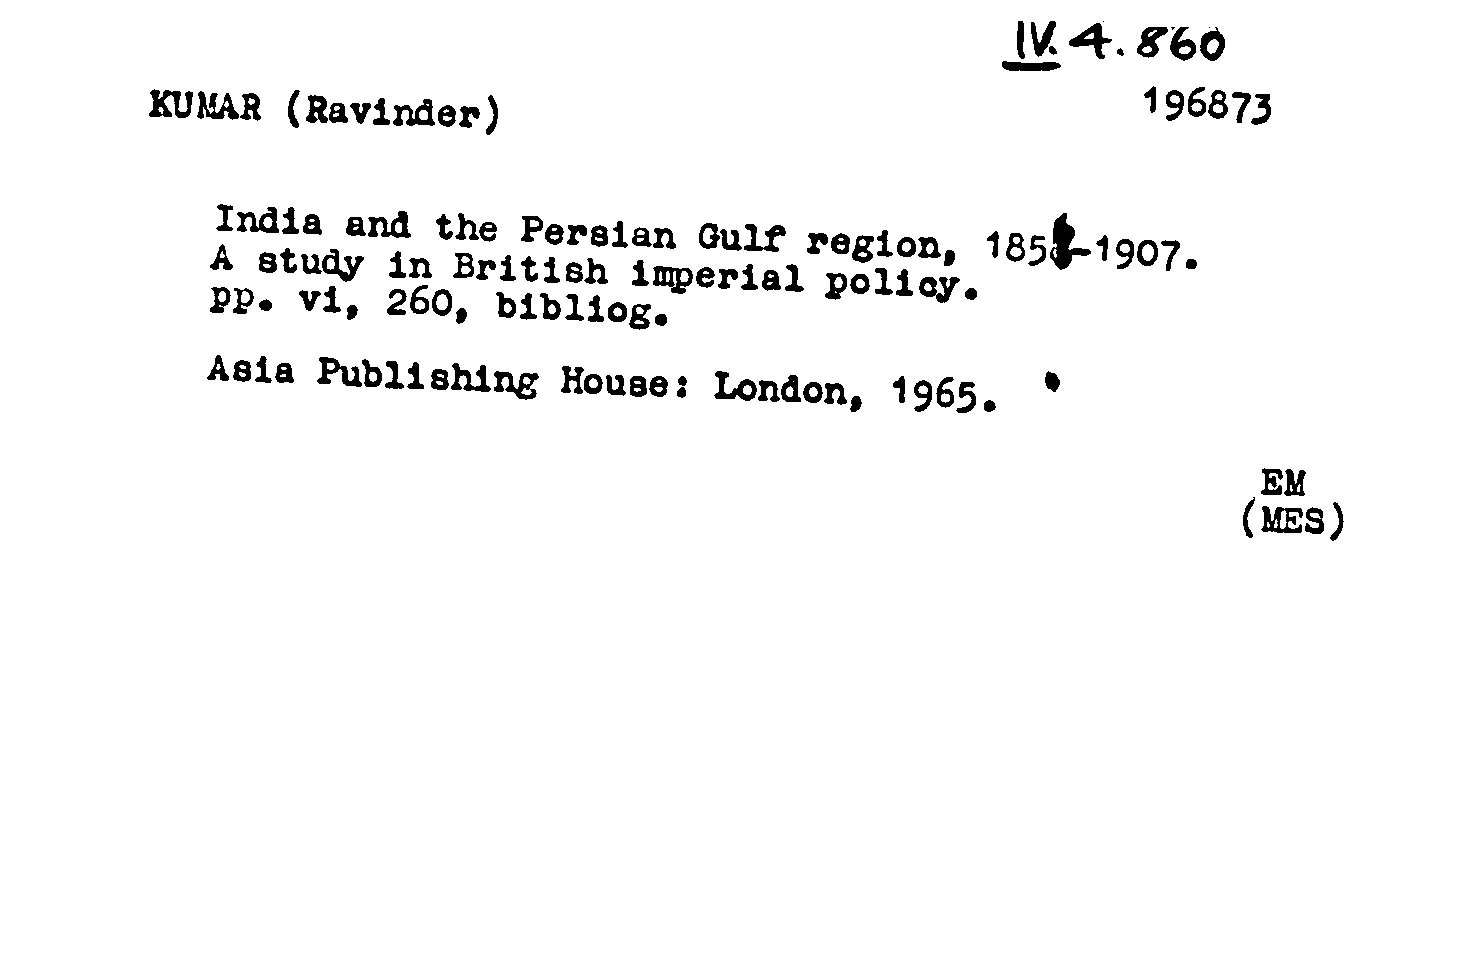 IV. 4. 860
KUMAR (Ravinder)
196873
India and the Persian Gulf region, 1858-1907.
A study in British imperial policy.
pp. vi, 260, bibliog.
Asia Publishing House: London, 1965.
EM
(MES)